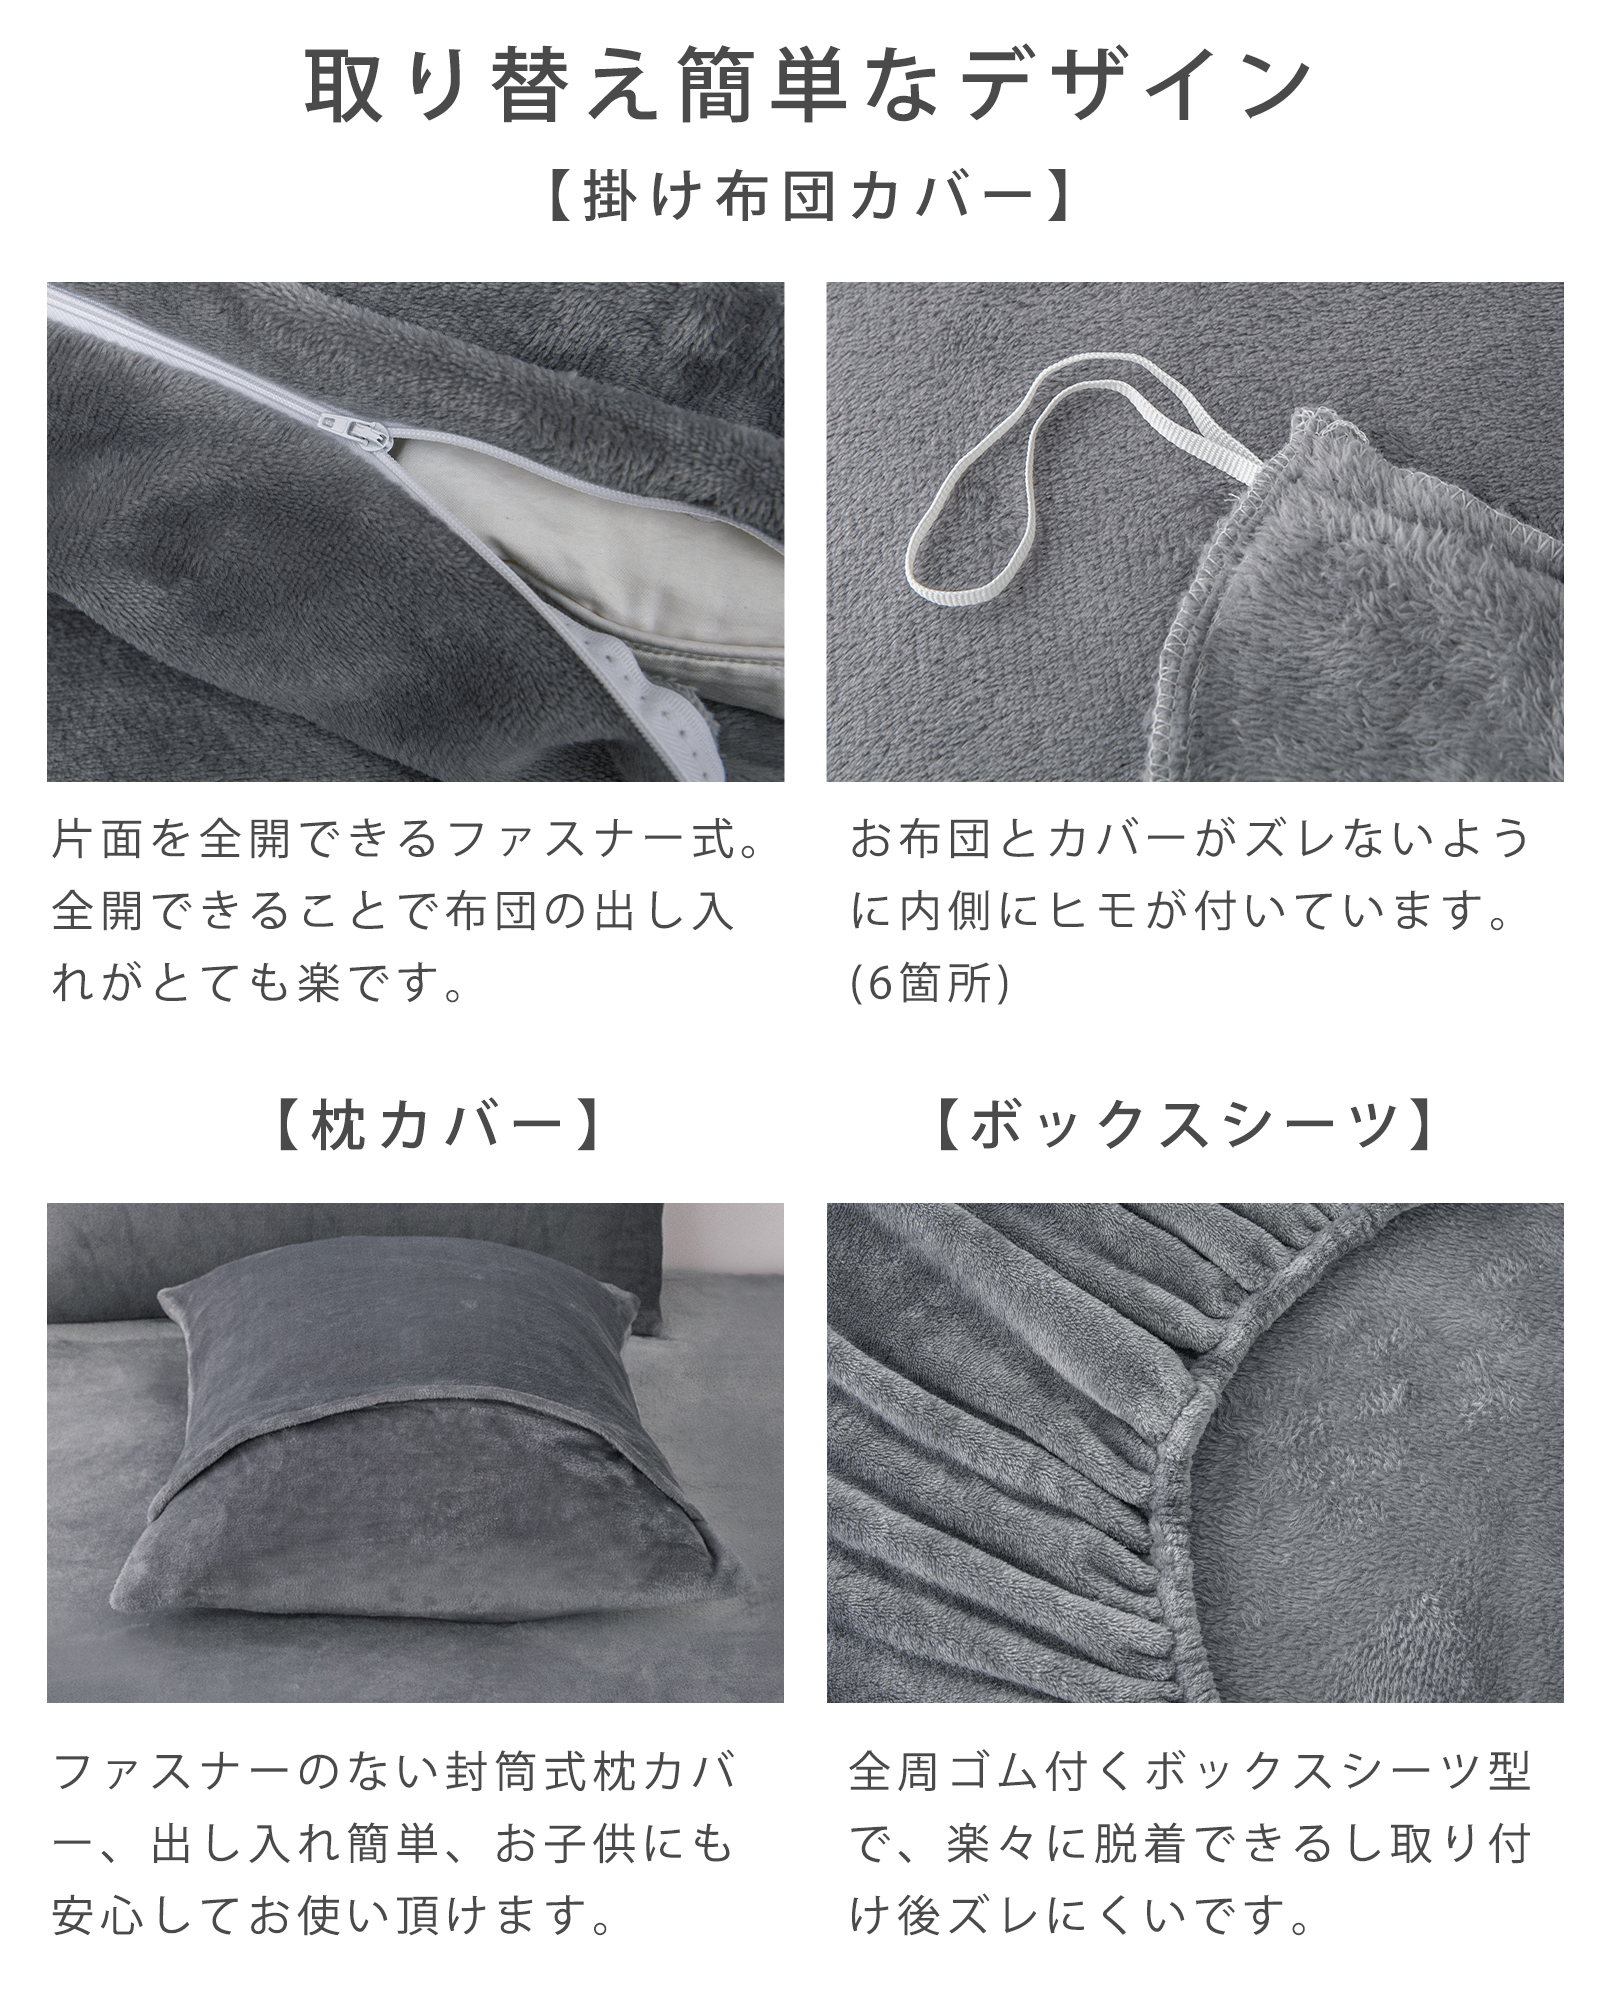 取り替え簡単なデザイン
【掛け布団カバー】
片面を全開できるファスナー式。
全開できることで布団の出し入
れがとても楽です。
お布団とカバーがズレないよう
に内側にヒモが付いています。
(6箇所)
【枕カバー】
ファスナーのない封筒式枕カバ
ー、出し入れ簡単、お子供にも
安心してお使い頂けます。
【ボックスシーツ】
全周ゴム付くボックスシーツ型
で、楽々に脱着できるし取り付
け後ズレにくいです。